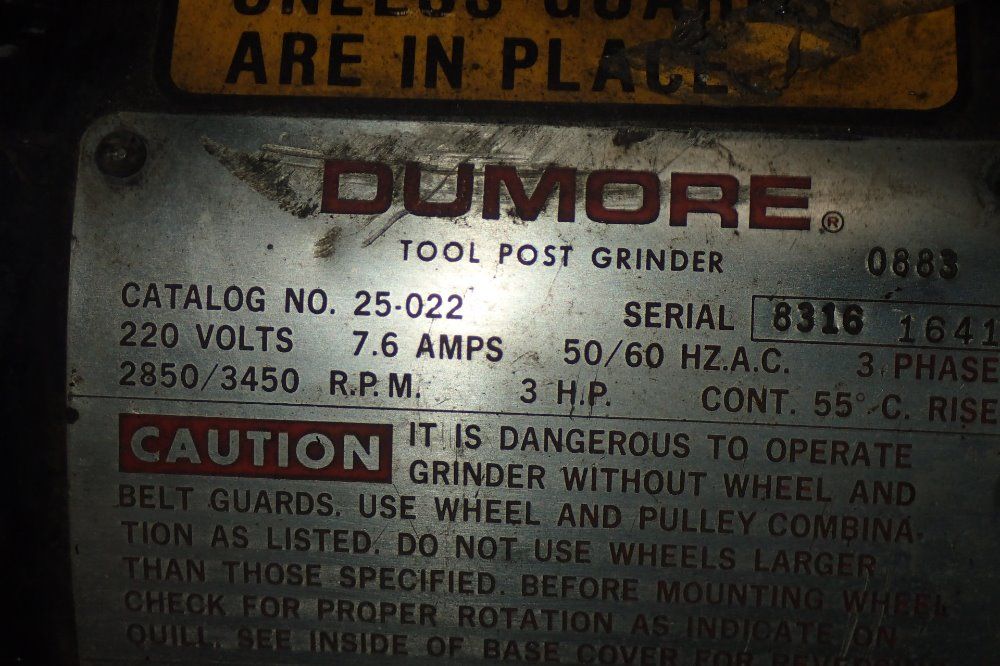 UNLESS GUARDS
ARE IN PLACE
DUMORE®
TOOL POST GRINDER 0883
CATALOG NO. 25-022 SERIAL 8316 1641
220 VOLTS 7.6 AMPS 50/60 HZ.A.C. 3 PHASE
2850/3450 R.P.M. 3 H.P. CONT. 55° C. RISE
CAUTION IT IS DANGEROUS TO OPERATE
GRINDER WITHOUT WHEEL AND
BELT GUARDS. USE WHEEL AND PULLEY COMBINA-
TION AS LISTED. DO NOT USE WHEELS LARGER
THAN THOSE SPECIFIED. BEFORE MOUNTING WHEEL
CHECK FOR PROPER ROTATION AS INDICATE ON
QUILL. SEE INSIDE OF BASE COVER FOR